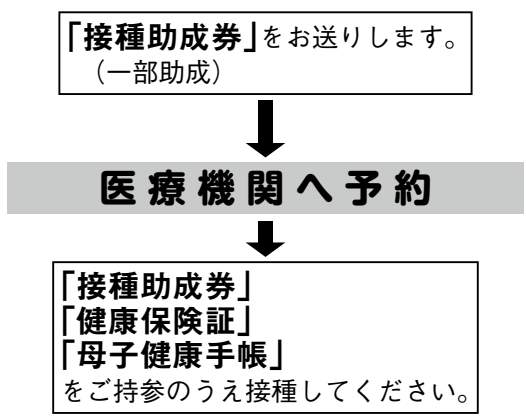 「接種助成券」をお送りします。
（一部助成）
医療機関へ予約
「接種助成券」
「健康保険証」
「母子健康手帳」
をご持参のうえ接種してください。